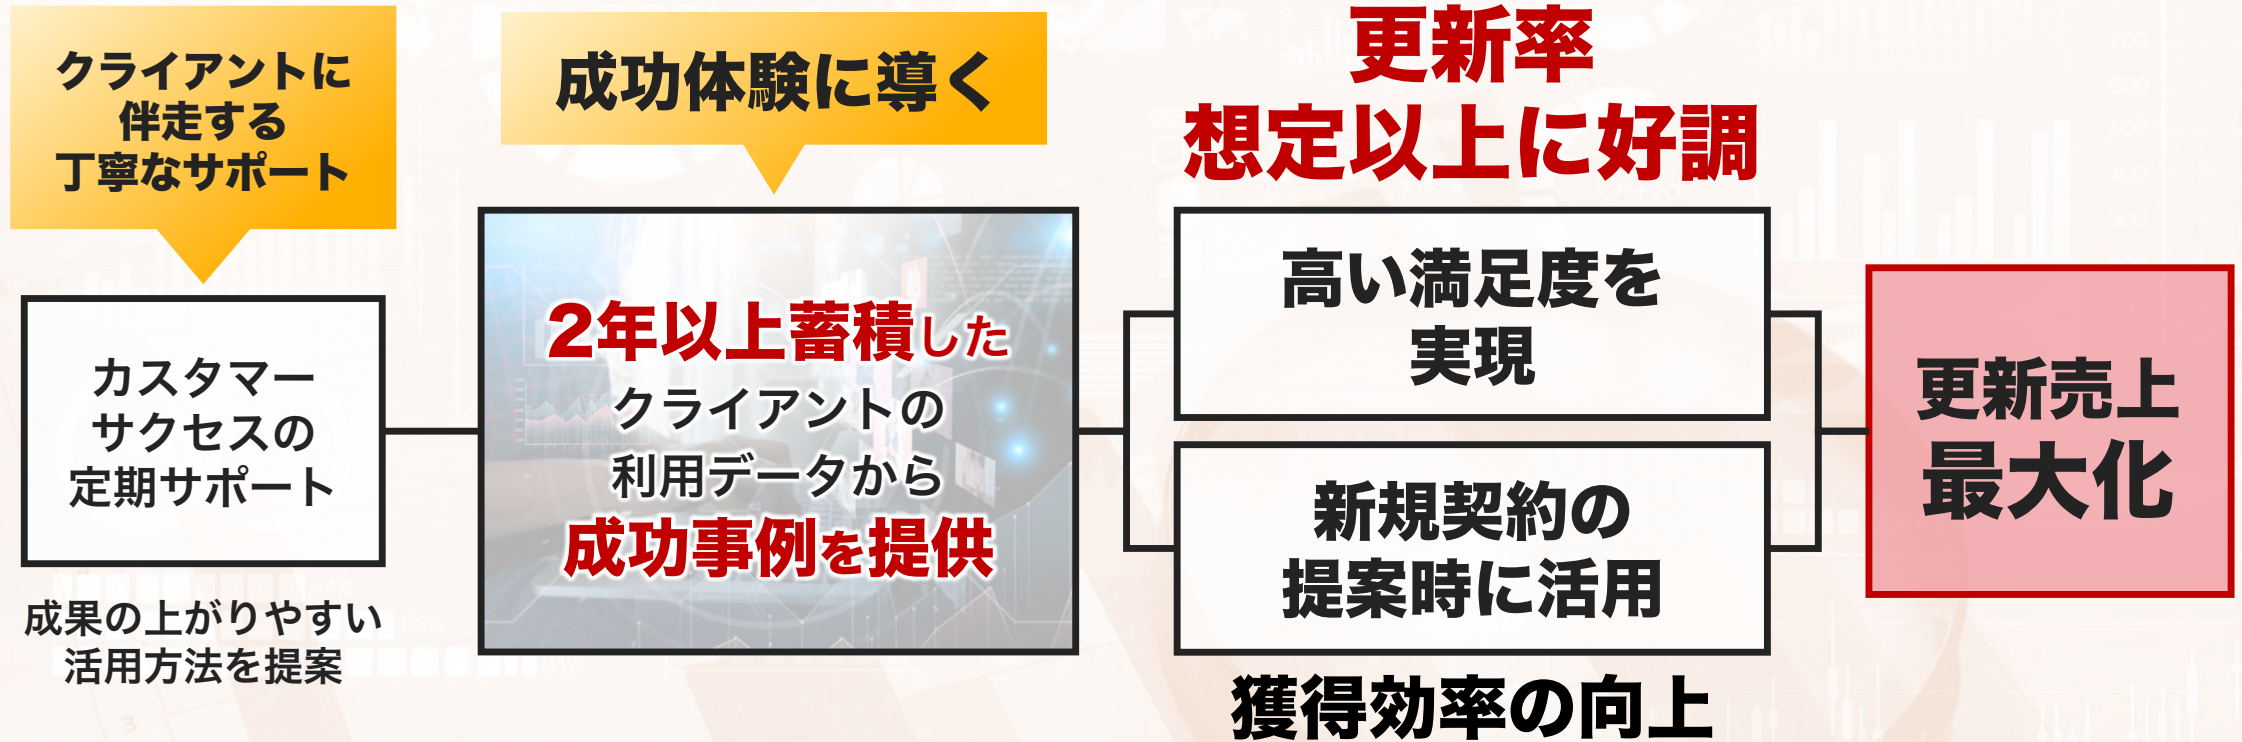 クライアントに
伴走する
丁寧なサポート
カスタマー
サクセスの
定期サポート
成果の上がりやすい
活用方法を提案
成功体験に導く
2年以上蓄積した
クライアントの
利用データから
成功事例を提供
更新率
想定以上に好調
高い満足度を
実現
新規契約の
提案時に活用
獲得効率の向上
更新売上
最大化
700
600
500
400
300